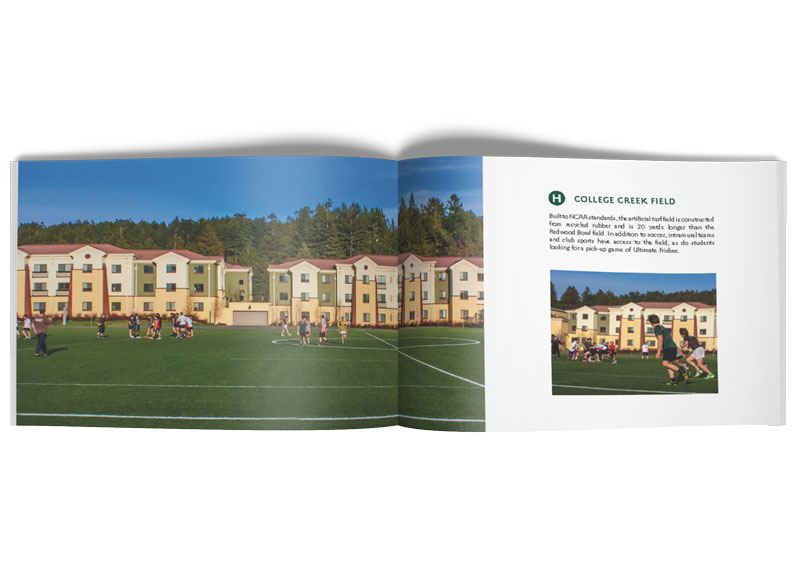 H COLLEGE CREEK FIELD
Built to NCAA standards, the artificial turf field is constructed
from recycled rubber and is 20 yards longer than the
Redwood Bowl field. In addition to soccer, intramural teams
and club sports have access to the field, as do students
looking for a pick-up game of Ultimate Frisbee.